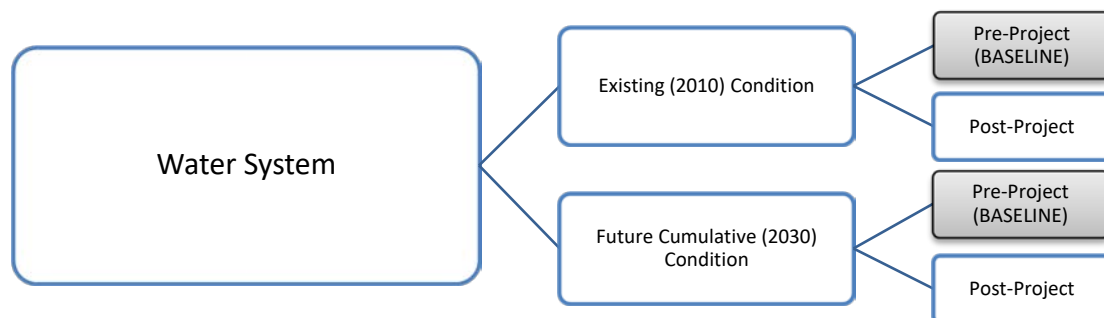 Water System
Existing (2010) Condition
Pre-Project
(BASELINE)
Post-Project
Future Cumulative (2030)
Condition
Pre-Project
(BASELINE)
Post-Project